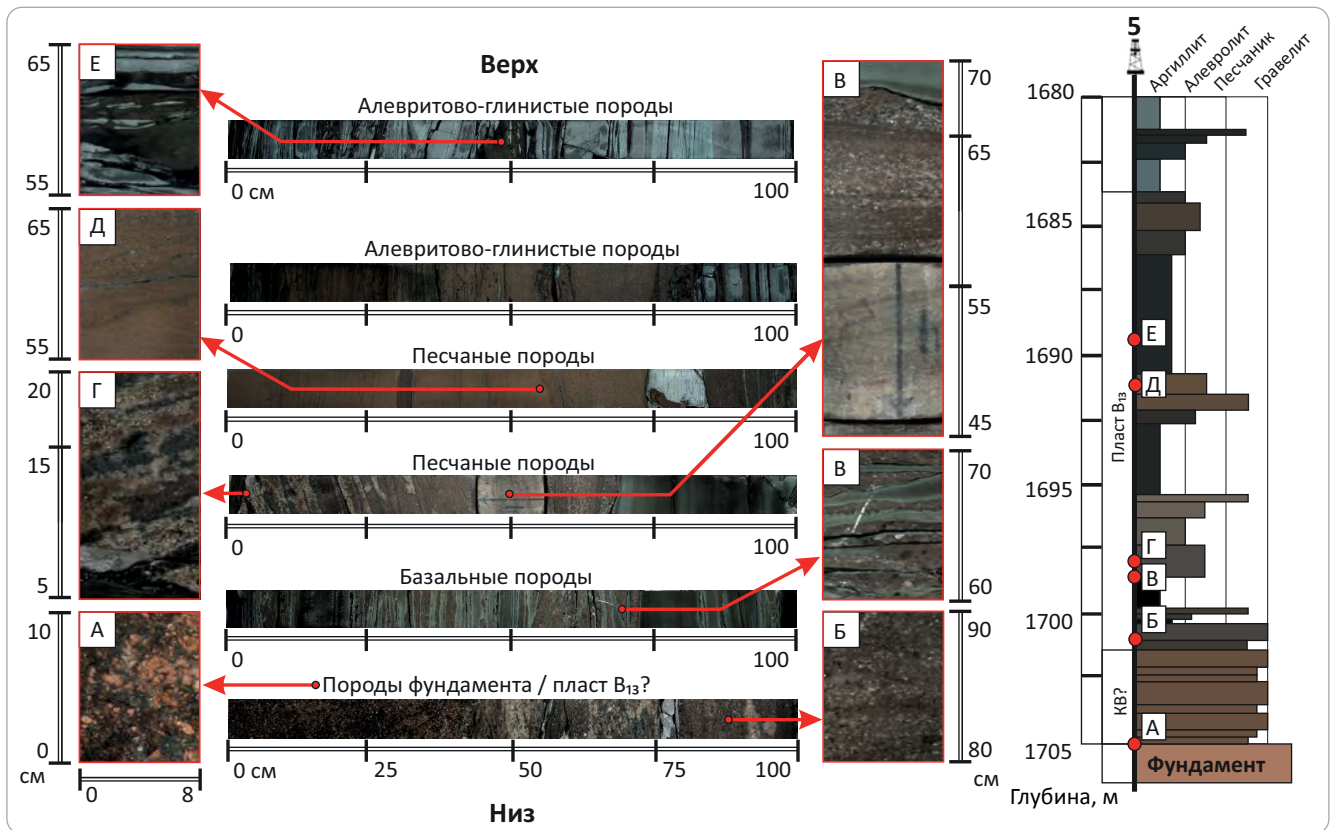 65
Е
55
65
Д
55
20
Г
15
5
10
А
0
см
0 8
Верх
Алевритово-глинистые породы
0 см 100
Алевритово-глинистые породы
0 100
Песчаные породы
0 100
Песчаные породы
0 100
Базальные породы
0 100
Породы фундамента / пласт В₁₃?
0 см 25 50 75 100
Низ
В
70
65
55
45
В
70
60
Б
90
80
см
5
Аргиллит
Алевролит
Песчаник
Гравелит
1680
1685
1690
1695
1700
1705
Пласт В₁₃
КВ?
Е
Д
Г
В
Б
А
Фундамент
Глубина, м